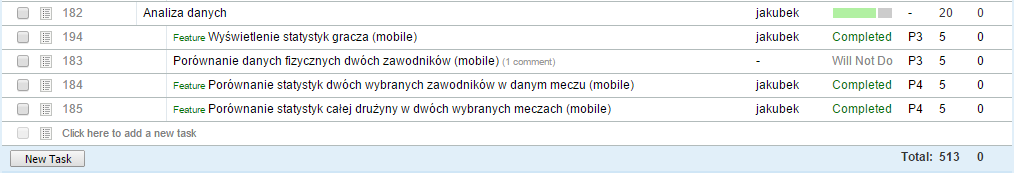 182 Analiza danych jakubek - 20 0
194 Feature Wyświetlenie statystyk gracza (mobile) jakubek Completed P3 5 0
183 Porównanie danych fizycznych dwóch zawodników (mobile) (1 comment) - Will Not Do P3 5 0
184 Feature Porównanie statystyk dwóch wybranych zawodników w danym meczu (mobile) jakubek Completed P4 5 0
185 Feature Porównanie statystyk całej drużyny w dwóch wybranych meczach (mobile) jakubek Completed P4 5 0
Click here to add a new task
New Task Total: 513 0